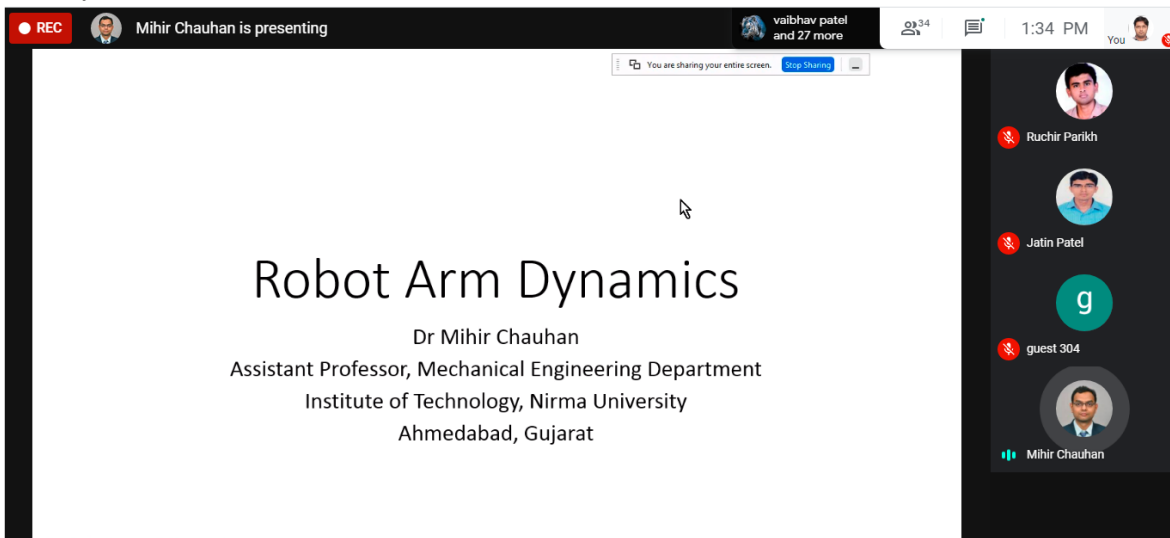 REC
Mihir Chauhan is presenting
vaibhav patel
and 27 more
34
1:34 PM
You
You are sharing your entire screen.
Stop Sharing
Ruchir Parikh
Jatin Patel
g
guest 304
Mihir Chauhan
Robot Arm Dynamics
Dr Mihir Chauhan
Assistant Professor, Mechanical Engineering Department
Institute of Technology, Nirma University
Ahmedabad, Gujarat